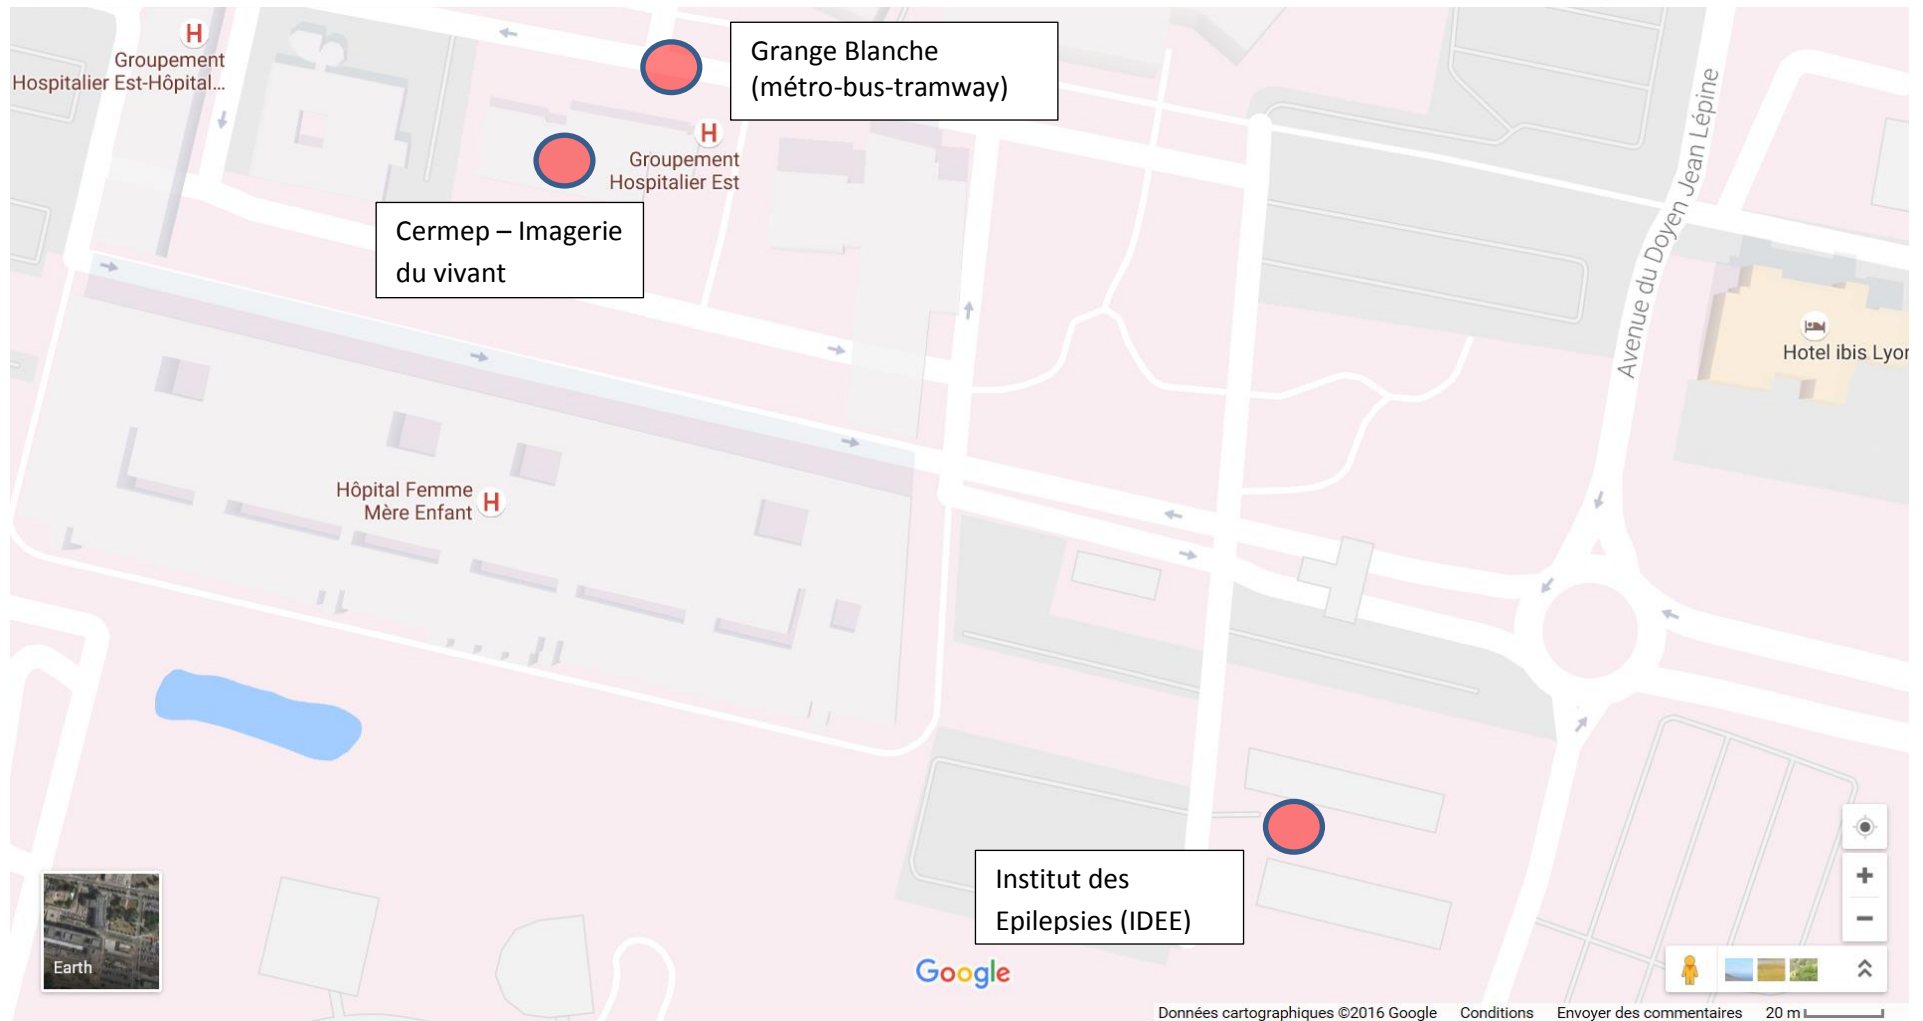 H
Groupement
Hospitalier Est-Hôpital...
Grange Blanche
(métro-bus-tramway)
H
Groupement
Hospitalier Est
Cermep – Imagerie
du vivant
Avenue du Doyen Jean Lépine
Hotel ibis Lyon
Hôpital Femme
Mère Enfant
H
Institut des
Epilepsies (IDEE)
Earth
Google
Données cartographiques ©2016 Google Conditions Envoyer des commentaires 20 m